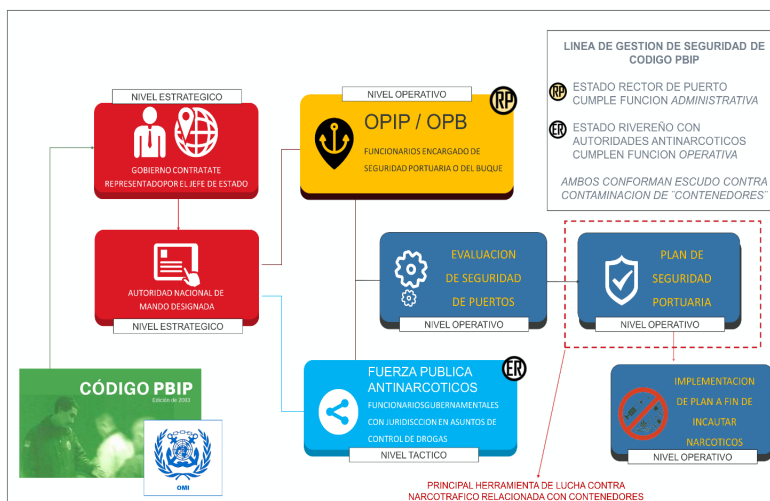 NIVEL ESTRATEGICO
GOBIERNO CONTRATATE
REPRESENTADOPOR EL JEFE DE ESTADO
AUTORIDAD NACIONAL DE
MANDO DESIGNADA
NIVEL ESTRATEGICO
CÓDIGO PBIP
Edición de 2003
OMI
NIVEL OPERATIVO
RP
OPIP / OPB
FUNCIONARIOS ENCARGADO DE
SEGURIDAD PORTUARIA O DEL BUQUE
EVALUACION
DE SEGURIDAD
DE PUERTOS
NIVEL OPERATIVO
ER
FUERZA PUBLICA
ANTINARCOTICOS
FUNCIONARIOSGUBERNAMENTALES
CON JURIDISCCION EN ASUNTOS DE
CONTROL DE DROGAS
NIVEL TACTICO
LINEA DE GESTION DE SEGURIDAD DE
CODIGO PBIP
RP
ESTADO RECTOR DE PUERTO
CUMPLE FUNCION ADMINISTRATIVA
ER
ESTADO RIVEREÑO CON
AUTORIDADES ANTINARCOTICOS
CUMPLEN FUNCION OPERATIVA
AMBOS CONFORMAN ESCUDO CONTRA
CONTAMINACION DE ¨CONTENEDORES¨
PLAN DE
SEGURIDAD
PORTUARIA
NIVEL OPERATIVO
IMPLEMENTACION
DE PLAN A FIN DE
INCAUTAR
NARCOTICOS
NIVEL OPERATIVO
PRINCIPAL HERRAMIENTA DE LUCHA CONTRA
NARCOTRAFICO RELACIONADA CON CONTENEDORES